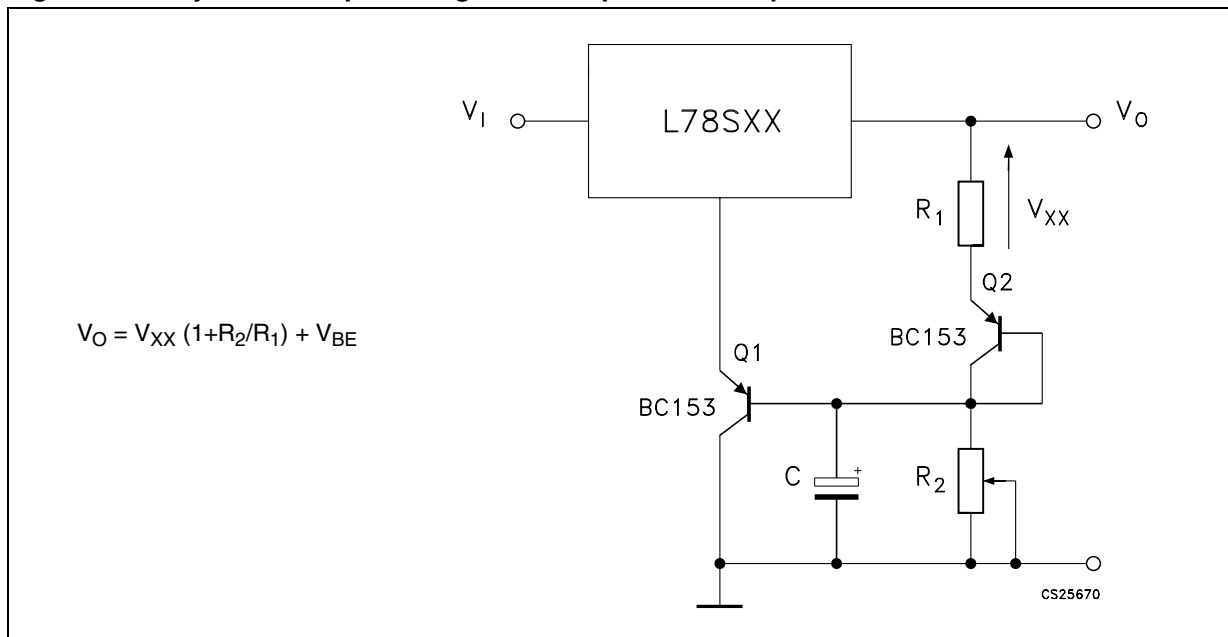 V_I
L78SXX
V_O
R_1
V_XX
Q2
BC153
V_O = V_XX (1+R_2/R_1) + V_BE
Q1
BC153
C
+
R_2
CS25670